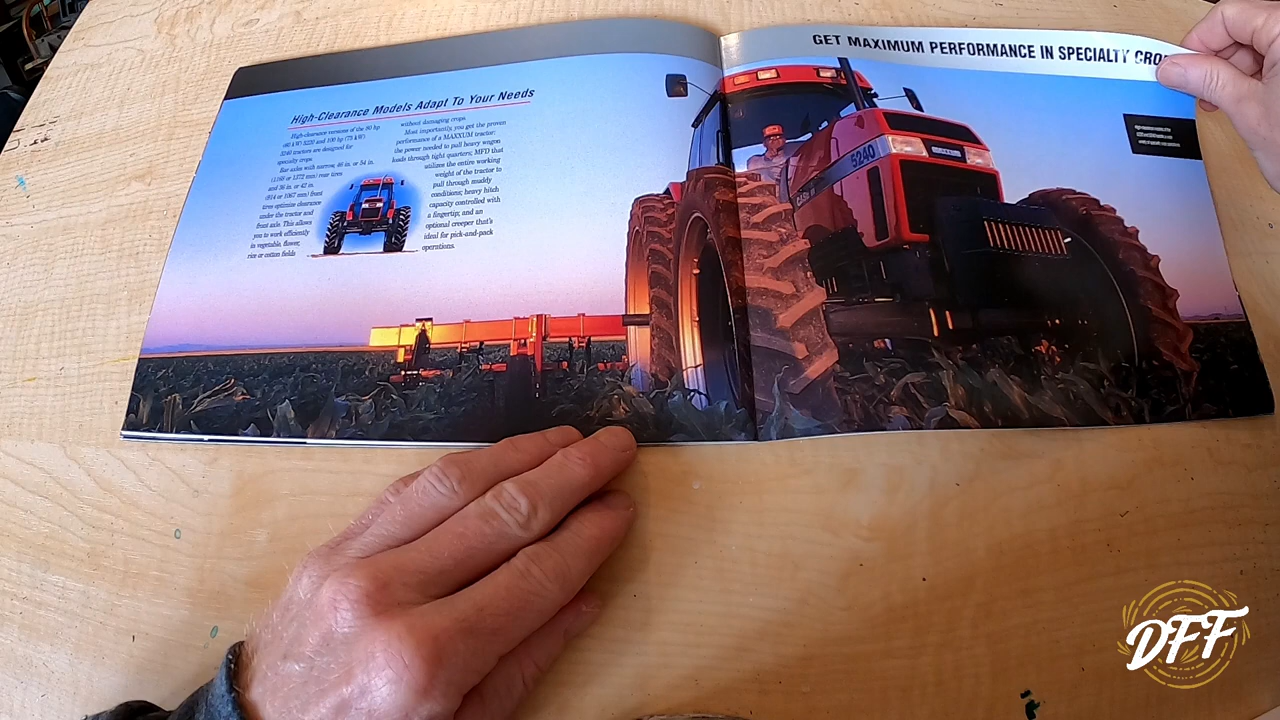 GET MAXIMUM PERFORMANCE IN SPECIALTY CRO
High-Clearance Models Adapt To Your Needs
High-clearance versions of the 80 hp
(60 kW) 5220 and 100 hp (75 kW)
5240 tractors are designed for
specialty crops.
Rear axles with narrow, 46 in. or 54 in.
(1168 or 1372 mm) rear tires
and 36 in. or 42 in.
(914 or 1067 mm) front
tires optimize clearance
under the tractor and
front axle. This allows
you to work efficiently
in vegetable, flower,
rice or cotton fields
without damaging crops.
Most importantly, you get the proven
performance of a MAXXUM tractor:
the power needed to pull heavy wagon
loads through tight quarters; MFD that
utilizes the entire working
weight of the tractor to
pull through muddy
conditions; heavy hitch
capacity controlled with
a fingertip; and an
optional creeper that's
ideal for pick-and-pack
operations.
5240
CASE
DFF